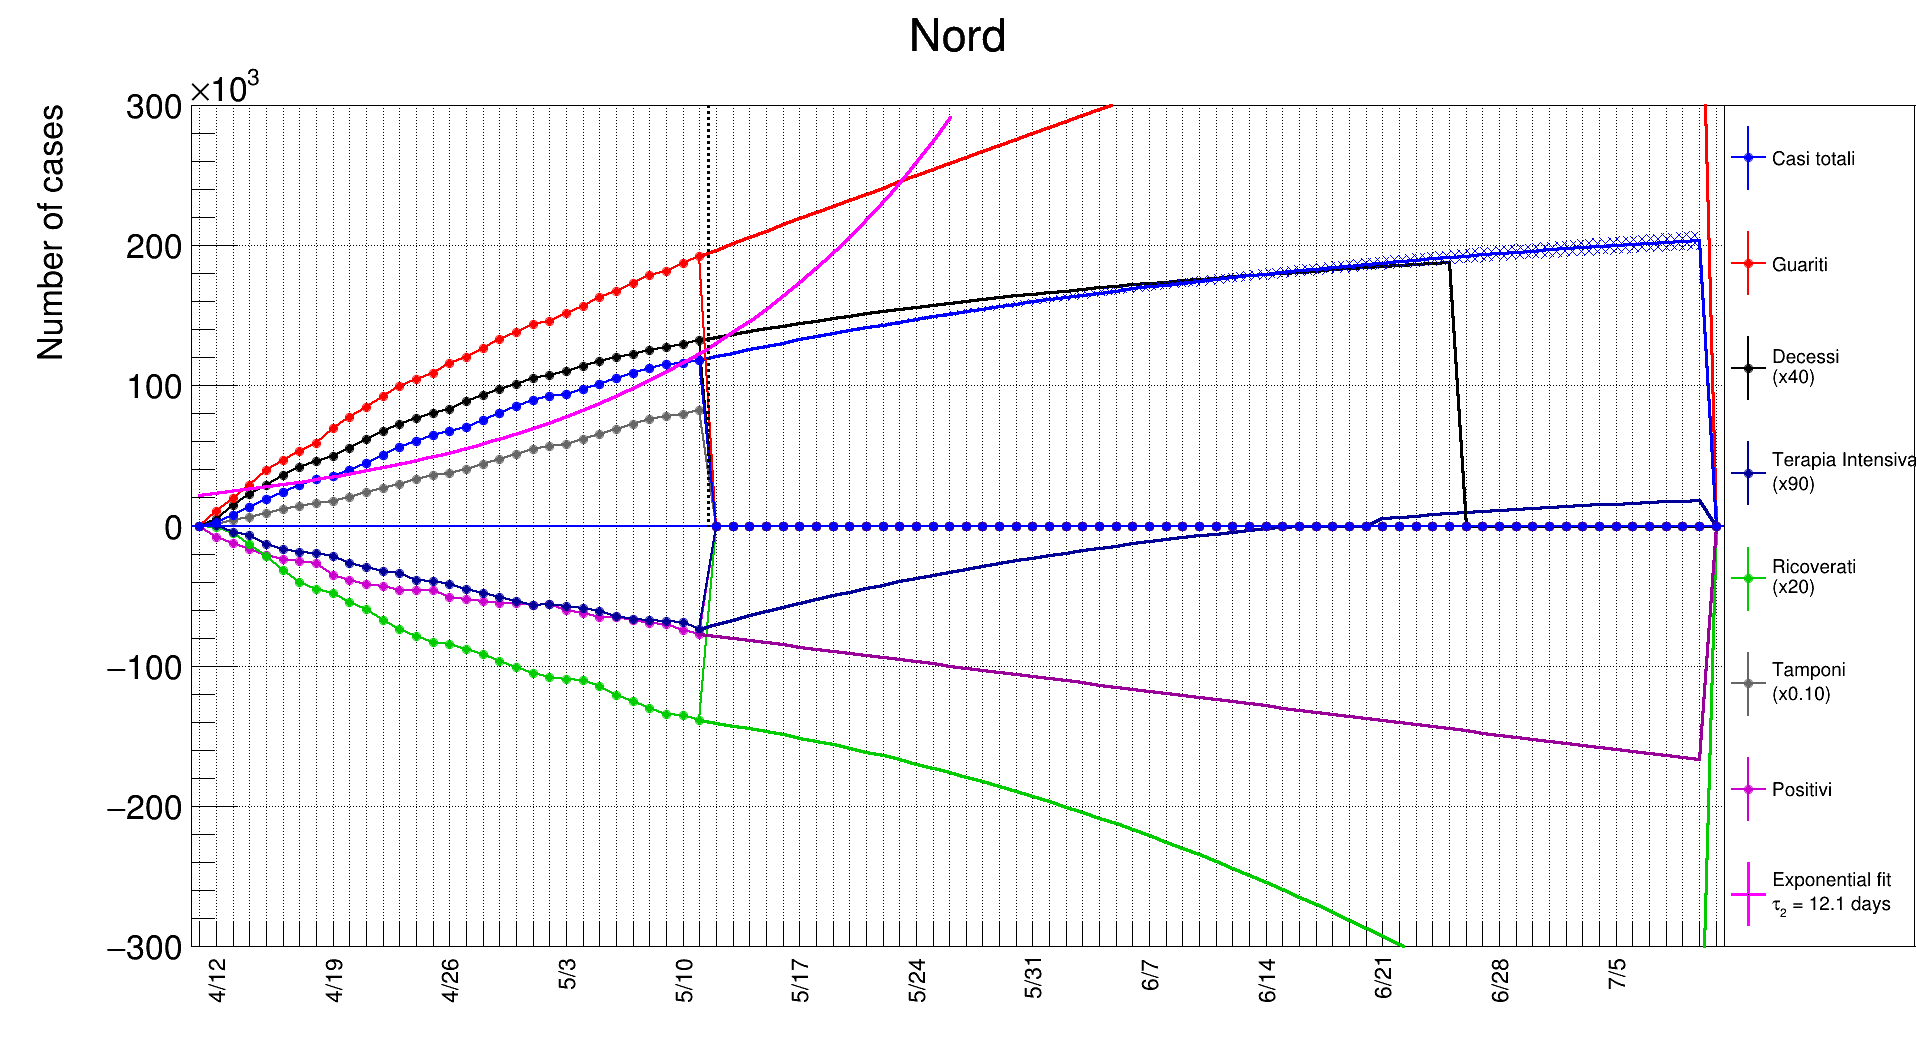 Nord
×10³
Number of cases
300
200
100
0
−100
−200
−300
4/12
4/19
4/26
5/3
5/10
5/17
5/24
5/31
6/7
6/14
6/21
6/28
7/5
Casi totali
Guariti
Decessi
(x40)
Terapia Intensiva
(x90)
Ricoverati
(x20)
Tamponi
(x0.10)
Positivi
Exponential fit
τ₂ = 12.1 days